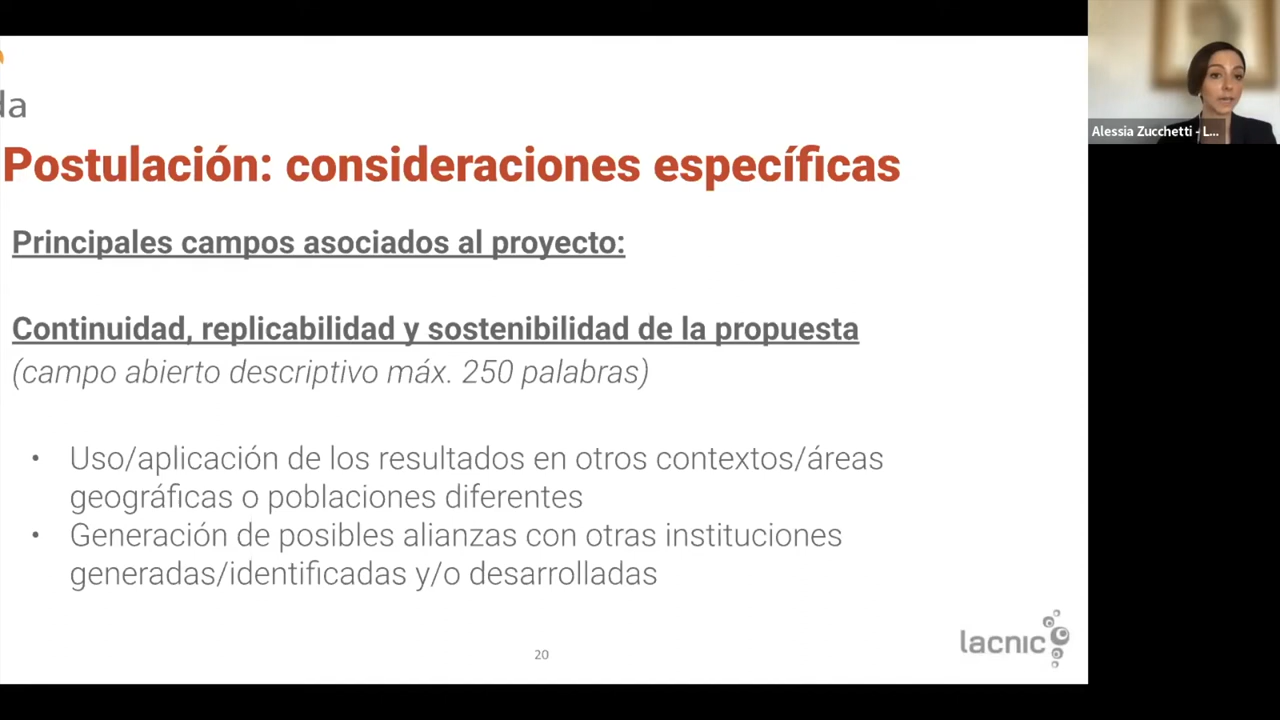 da
Postulación: consideraciones específicas
Principales campos asociados al proyecto:
Continuidad, replicabilidad y sostenibilidad de la propuesta
(campo abierto descriptivo máx. 250 palabras)
• Uso/aplicación de los resultados en otros contextos/áreas
geográficas o poblaciones diferentes
• Generación de posibles alianzas con otras instituciones
generadas/identificadas y/o desarrolladas
20
lacnic
Alessia Zucchetti - L...